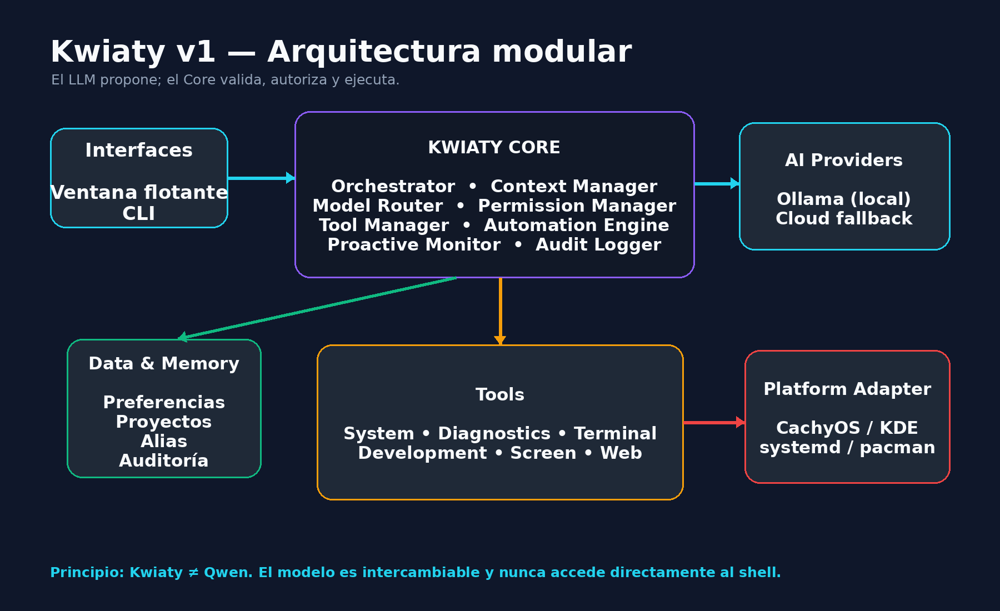 Kwiaty v1 — Arquitectura modular
El LLM propone; el Core valida, autoriza y ejecuta.
Interfaces
Ventana flotante
CLI
KWIATY CORE
Orchestrator • Context Manager
Model Router • Permission Manager
Tool Manager • Automation Engine
Proactive Monitor • Audit Logger
AI Providers
Ollama (local)
Cloud fallback
Data & Memory
Preferencias
Proyectos
Alias
Auditoría
Tools
System • Diagnostics • Terminal
Development • Screen • Web
Platform Adapter
CachyOS / KDE
systemd / pacman
Principio: Kwiaty ≠ Qwen. El modelo es intercambiable y nunca accede directamente al shell.